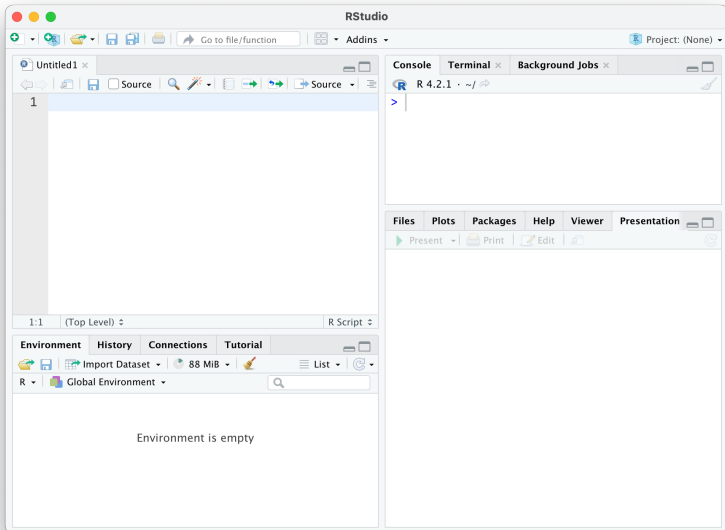 RStudio
Go to file/function
Addins
Project: (None)
Untitled1
Source
Source
1
1:1
(Top Level)
R Script
Console
Terminal
Background Jobs
R 4.2.1 · ~/
>
Environment
History
Connections
Tutorial
Import Dataset
88 MiB
List
R
Global Environment
Environment is empty
Files
Plots
Packages
Help
Viewer
Presentation
Present
Print
Edit